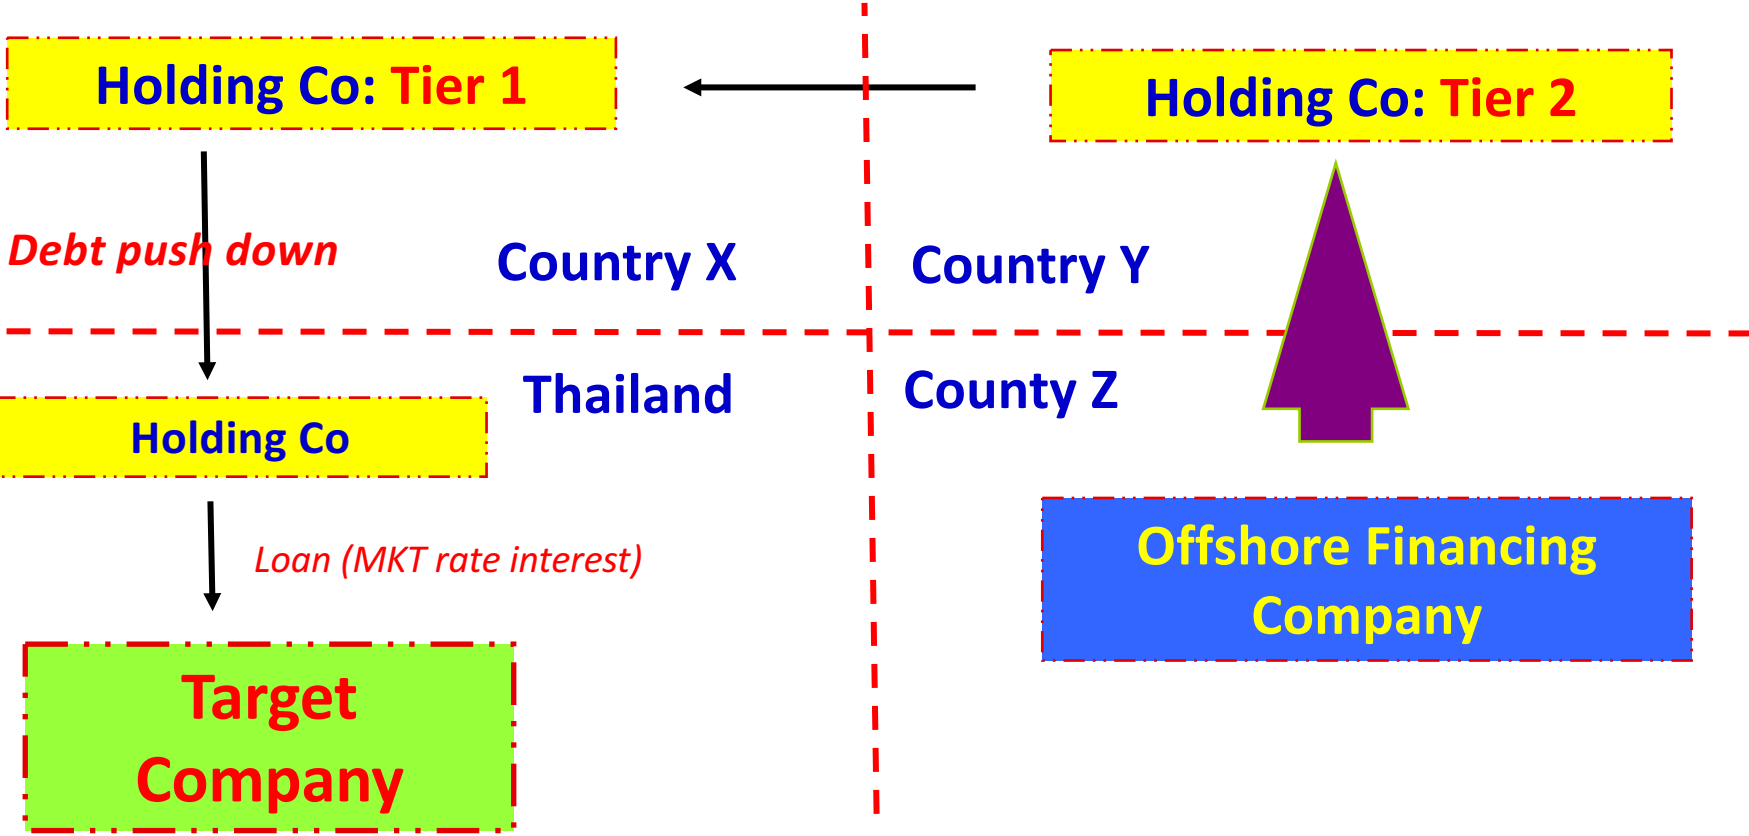 Holding Co: Tier 1
Holding Co: Tier 2
Debt push down
Country X
Country Y
Thailand
County Z
Holding Co
Loan (MKT rate interest)
Offshore Financing
Company
Target
Company